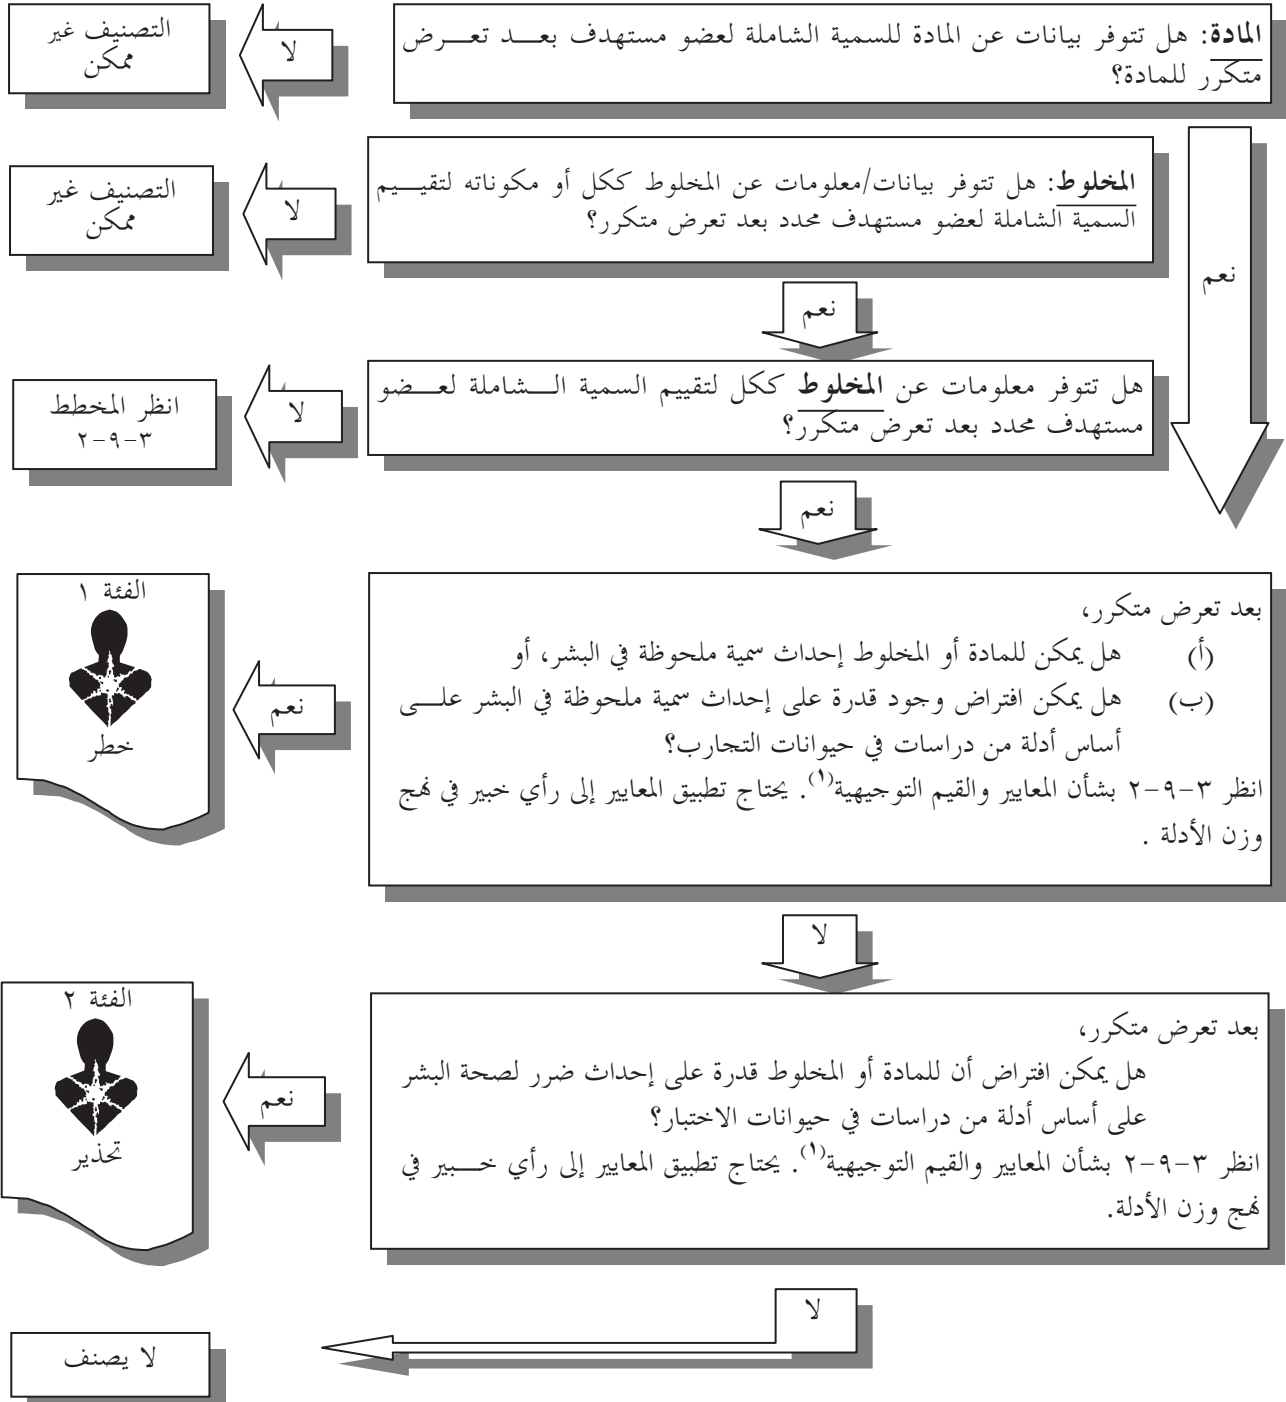 المادة: هل تتوفر بيانات عن المادة للسمية الشاملة لعضو مستهدف بعد تعرض
متكرر للمادة؟
لا
التصنيف غير
ممكن
نعم
المخلوط: هل تتوفر بيانات/معلومات عن المخلوط ككل أو مكوناته لتقييم
السمية الشاملة لعضو مستهدف محدد بعد تعرض متكرر؟
لا
التصنيف غير
ممكن
نعم
هل تتوفر معلومات عن المخلوط ككل لتقييم السمية الشاملة لعضو
مستهدف محدد بعد تعرض متكرر؟
لا
انظر المخطط
٣-٩-٢
نعم
بعد تعرض متكرر،
(أ) هل يمكن للمادة أو المخلوط إحداث سمية ملحوظة في البشر، أو
(ب) هل يمكن افتراض وجود قدرة على إحداث سمية ملحوظة في البشر على
أساس أدلة من دراسات في حيوانات التجارب؟
انظر ٣-٩-٢ بشأن المعايير والقيم التوجيهية(١). يحتاج تطبيق المعايير إلى رأي خبير في نهج
وزن الأدلة .
نعم
الفئة ١
خطر
لا
بعد تعرض متكرر،
هل يمكن افتراض أن للمادة أو المخلوط قدرة على إحداث ضرر لصحة البشر
على أساس أدلة من دراسات في حيوانات الاختبار؟
انظر ٣-٩-٢ بشأن المعايير والقيم التوجيهية(١). يحتاج تطبيق المعايير إلى رأي خبير في
نهج وزن الأدلة.
نعم
الفئة ٢
تحذير
لا
لا يصنف